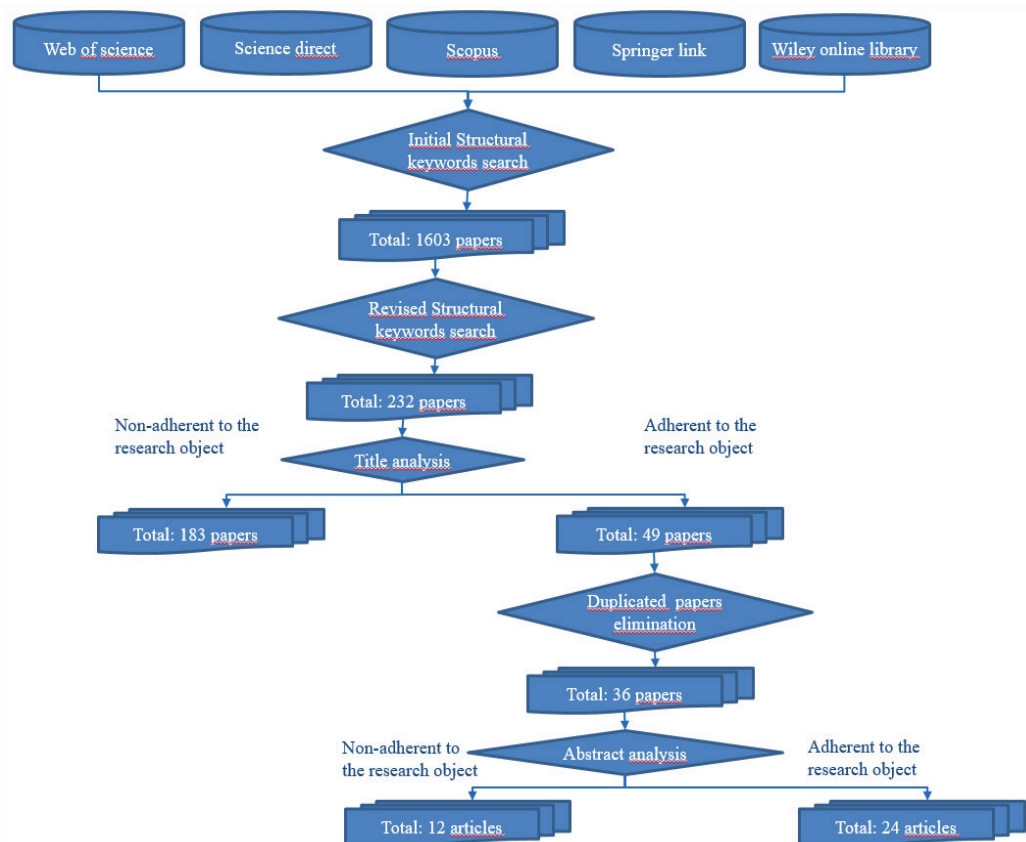 Web of science
Science direct
Scopus
Springer link
Wiley online library
Initial Structural
keywords search
Total: 1603 papers
Revised Structural
keywords search
Total: 232 papers
Non-adherent to the
research object
Adherent to the
research object
Title analysis
Total: 183 papers
Total: 49 papers
Duplicated papers
elimination
Total: 36 papers
Non-adherent to
the research object
Abstract analysis
Adherent to the
research object
Total: 12 articles
Total: 24 articles